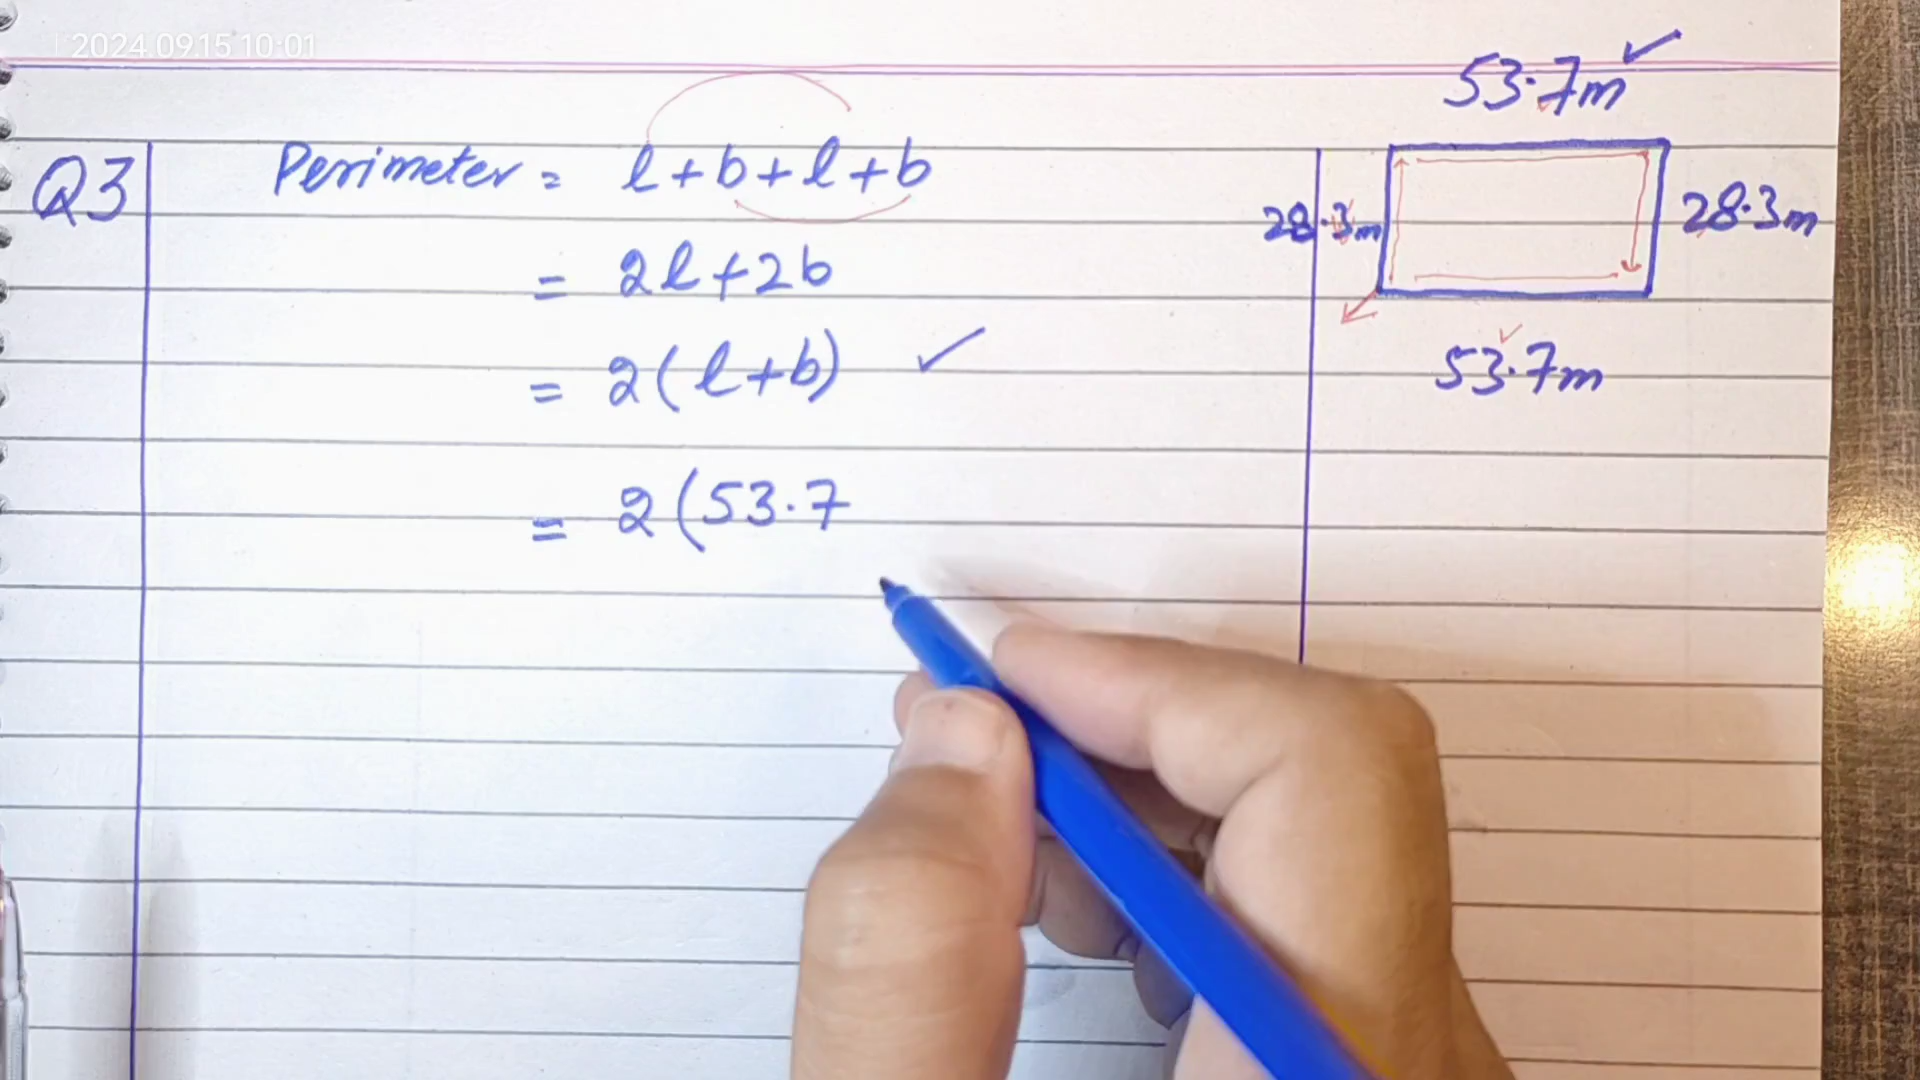 2024.09.15 10:01
53.7m
Q3
Perimeter = l+b+l+b
28.3m
28.3m
= 2l+2b
= 2(l+b) ✓
53.7m
= 2(53.7